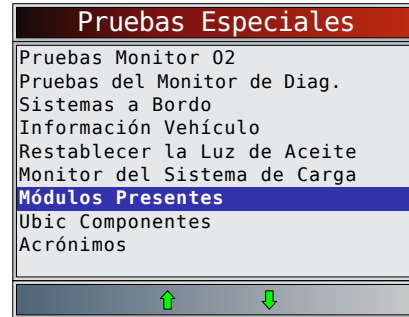 Pruebas Especiales
Pruebas Monitor O2
Pruebas del Monitor de Diag.
Sistemas a Bordo
Información Vehículo
Restablecer la Luz de Aceite
Monitor del Sistema de Carga
Módulos Presentes
Ubic Componentes
Acrónimos